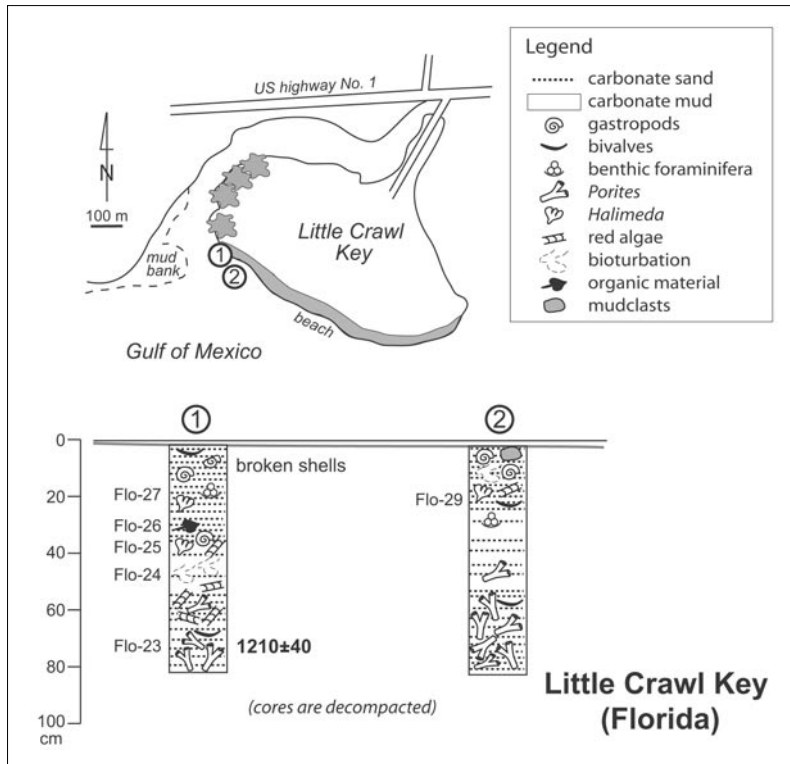 US highway No. 1
N
100 m
mud
bank
Little Crawl
Key
1
2
beach
Gulf of Mexico
Legend
carbonate sand
carbonate mud
gastropods
bivalves
benthic foraminifera
Porites
Halimeda
red algae
bioturbation
organic material
mudclasts
1
2
0
20
40
60
80
100
cm
broken shells
Flo-27
Flo-26
Flo-25
Flo-24
Flo-23
1210±40
Flo-29
(cores are decompacted)
Little Crawl Key
(Florida)